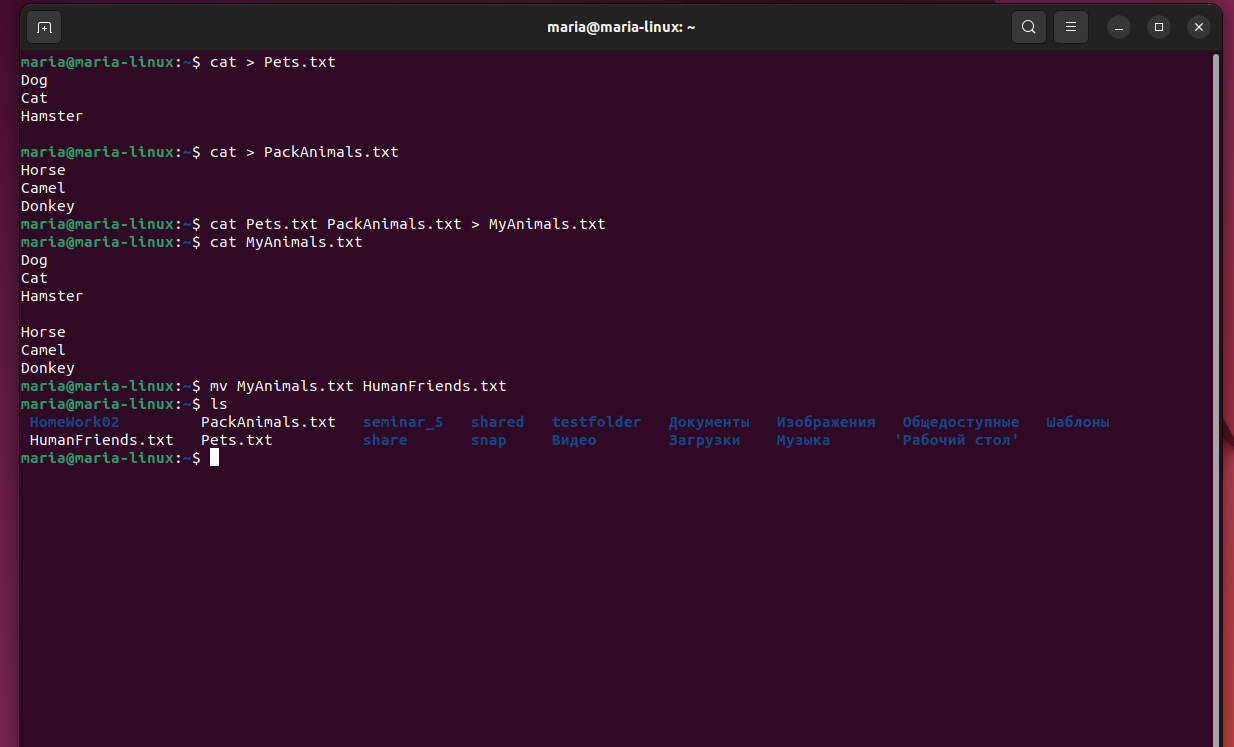 maria@maria-linux: ~
maria@maria-linux:~$ cat > Pets.txt
Dog
Cat
Hamster
maria@maria-linux:~$ cat > PackAnimals.txt
Horse
Camel
Donkey
maria@maria-linux:~$ cat Pets.txt PackAnimals.txt > MyAnimals.txt
maria@maria-linux:~$ cat MyAnimals.txt
Dog
Cat
Hamster
Horse
Camel
Donkey
maria@maria-linux:~$ mv MyAnimals.txt HumanFriends.txt
maria@maria-linux:~$ ls
HomeWork02 PackAnimals.txt seminar_5 shared testfolder Документы Изображения Общедоступные Шаблоны
HumanFriends.txt Pets.txt share snap Видео Загрузки Музыка 'Рабочий стол'
maria@maria-linux:~$